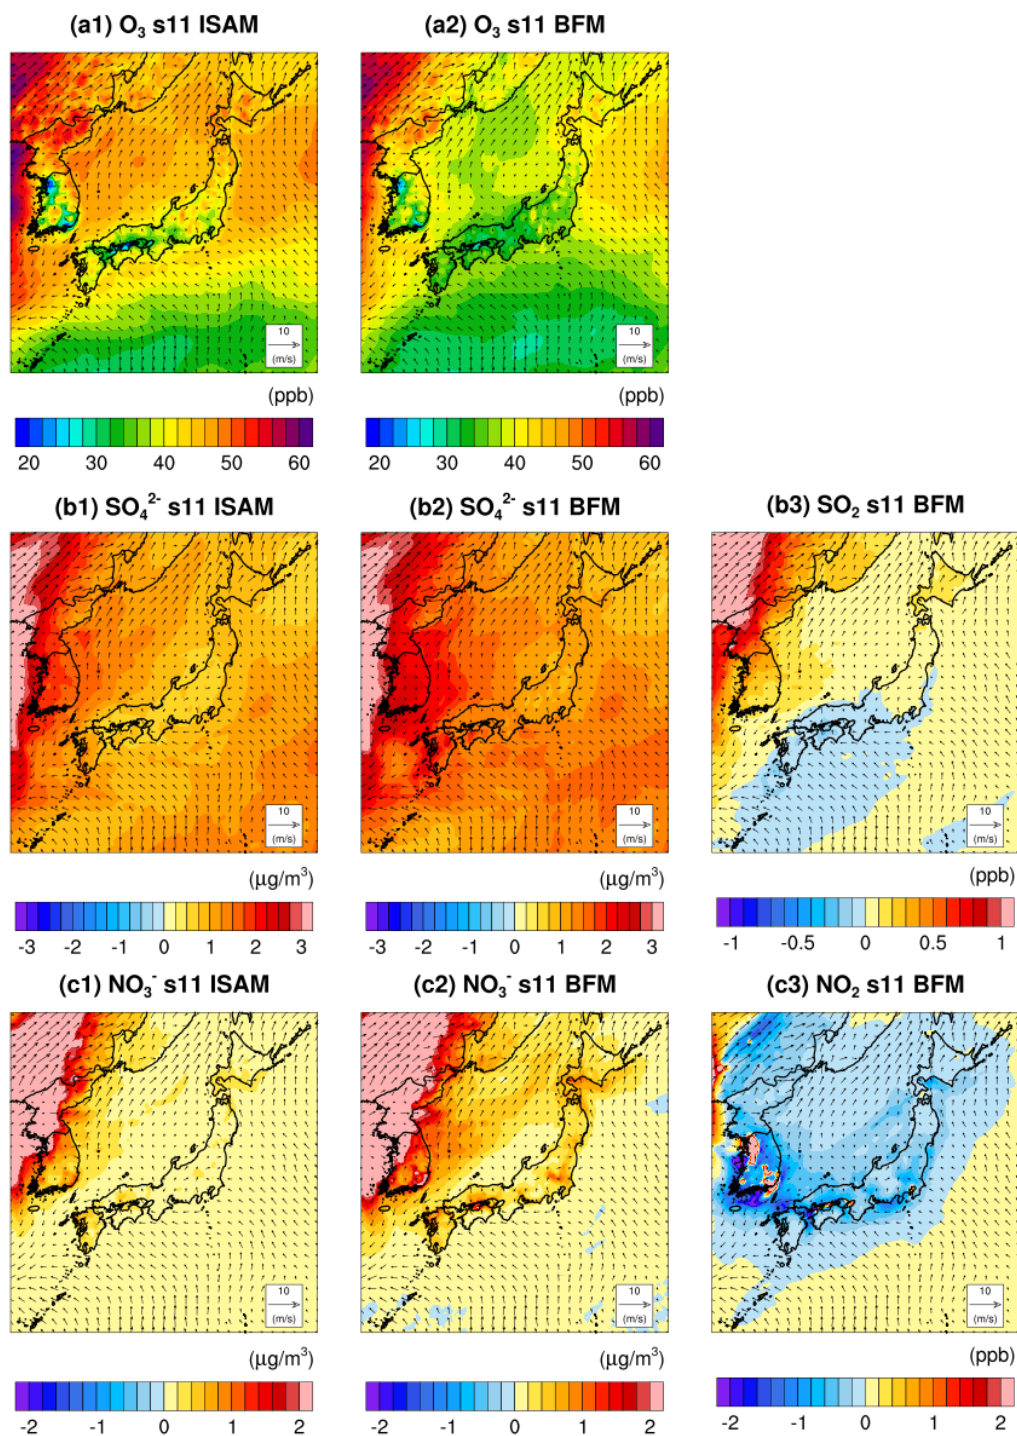 (a1) O₃ s11 ISAM (a2) O₃ s11 BFM
10 10
(m/s) (m/s)
(ppb) (ppb)
20 30 40 50 60 20 30 40 50 60
(b1) SO₄²⁻ s11 ISAM (b2) SO₄²⁻ s11 BFM (b3) SO₂ s11 BFM
10 10 10
(m/s) (m/s) (m/s)
(μg/m³) (μg/m³) (ppb)
-3 -2 -1 0 1 2 3 -3 -2 -1 0 1 2 3 -1 -0.5 0 0.5 1
(c1) NO₃⁻ s11 ISAM (c2) NO₃⁻ s11 BFM (c3) NO₂ s11 BFM
10 10 10
(m/s) (m/s) (m/s)
(μg/m³) (μg/m³) (ppb)
-2 -1 0 1 2 -2 -1 0 1 2 -2 -1 0 1 2